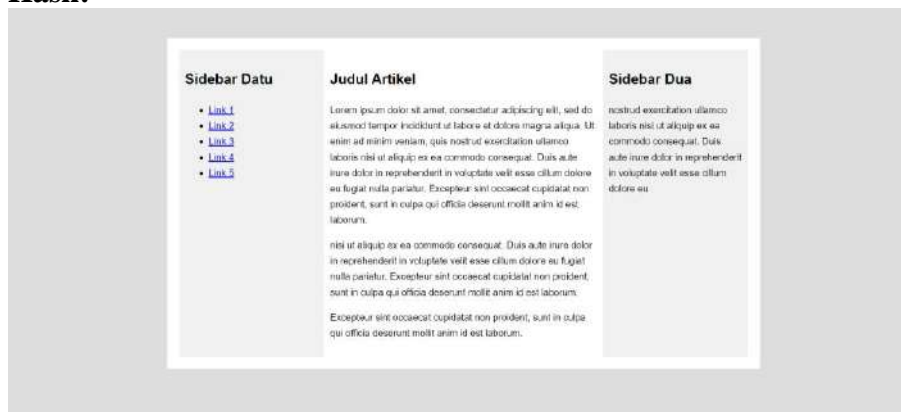 Hasil:
Sidebar Datu
Link 1
Link 2
Link 3
Link 4
Link 5
Judul Artikel
Lorem ipsum dolor sit amet, consectetur adipiscing elit, sed do
eiusmod tempor incididunt ut labore et dolore magna aliqua. Ut
enim ad minim veniam, quis nostrud exercitation ullamco
laboris nisi ut aliquip ex ea commodo consequat. Duis aute
irure dolor in reprehenderit in voluptate velit esse cillum dolore
eu fugiat nulla pariatur. Excepteur sint occaecat cupidatat non
proident, sunt in culpa qui officia deserunt mollit anim id est
laborum.
nisi ut aliquip ex ea commodo consequat. Duis aute irure dolor
in reprehenderit in voluptate velit esse cillum dolore eu fugiat
nulla pariatur. Excepteur sint occaecat cupidatat non proident,
sunt in culpa qui officia deserunt mollit anim id est laborum.
Excepteur sint occaecat cupidatat non proident, sunt in culpa
qui officia deserunt mollit anim id est laborum.
Sidebar Dua
nostrud exercitation ullamco
laboris nisi ut aliquip ex ea
commodo consequat. Duis
aute irure dolor in reprehenderit
in voluptate velit esse cillum
dolore eu